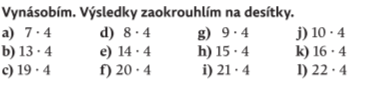 Vynásobím. Výsledky zaokrouhlím na desítky.
a) 7 · 4 d) 8 · 4 g) 9 · 4 j) 10 · 4
b) 13 · 4 e) 14 · 4 h) 15 · 4 k) 16 · 4
c) 19 · 4 f) 20 · 4 i) 21 · 4 l) 22 · 4